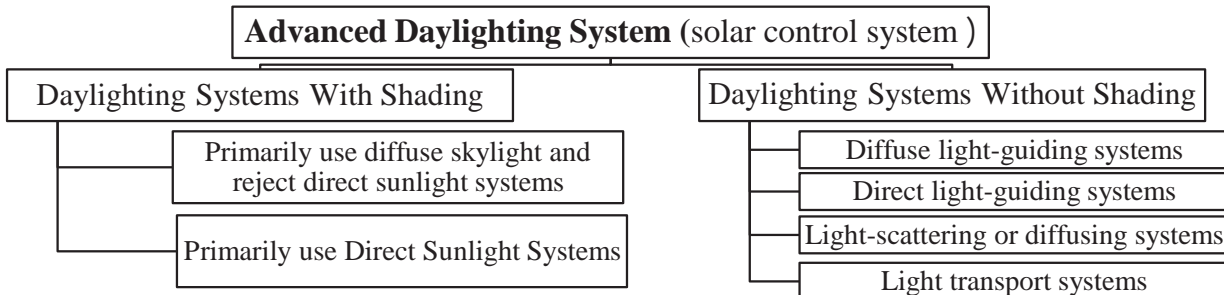 Advanced Daylighting System (solar control system )
Daylighting Systems With Shading
Primarily use diffuse skylight and
reject direct sunlight systems
Primarily use Direct Sunlight Systems
Daylighting Systems Without Shading
Diffuse light-guiding systems
Direct light-guiding systems
Light-scattering or diffusing systems
Light transport systems